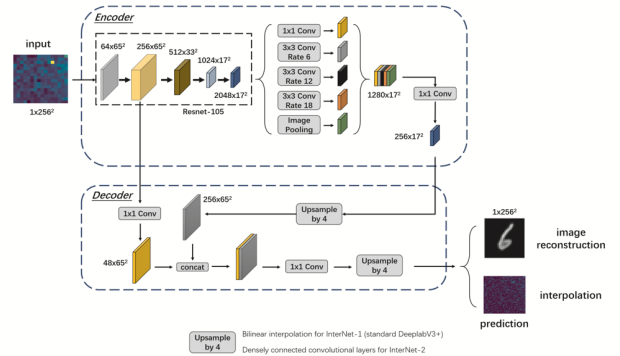 Encoder
input
1x256²
64x65²
256x65²
512x33²
1024x17²
2048x17²
Resnet-105
1x1 Conv
3x3 Conv
Rate 6
3x3 Conv
Rate 12
3x3 Conv
Rate 18
Image
Pooling
1280x17²
1x1 Conv
256x17²
Decoder
1x1 Conv
256x65²
Upsample
by 4
48x65²
concat
1x1 Conv
Upsample
by 4
1x256²
image
reconstruction
interpolation
prediction
Upsample
by 4
Bilinear interpolation for InterNet-1 (standard DeeplabV3+)
Densely connected convolutional layers for InterNet-2